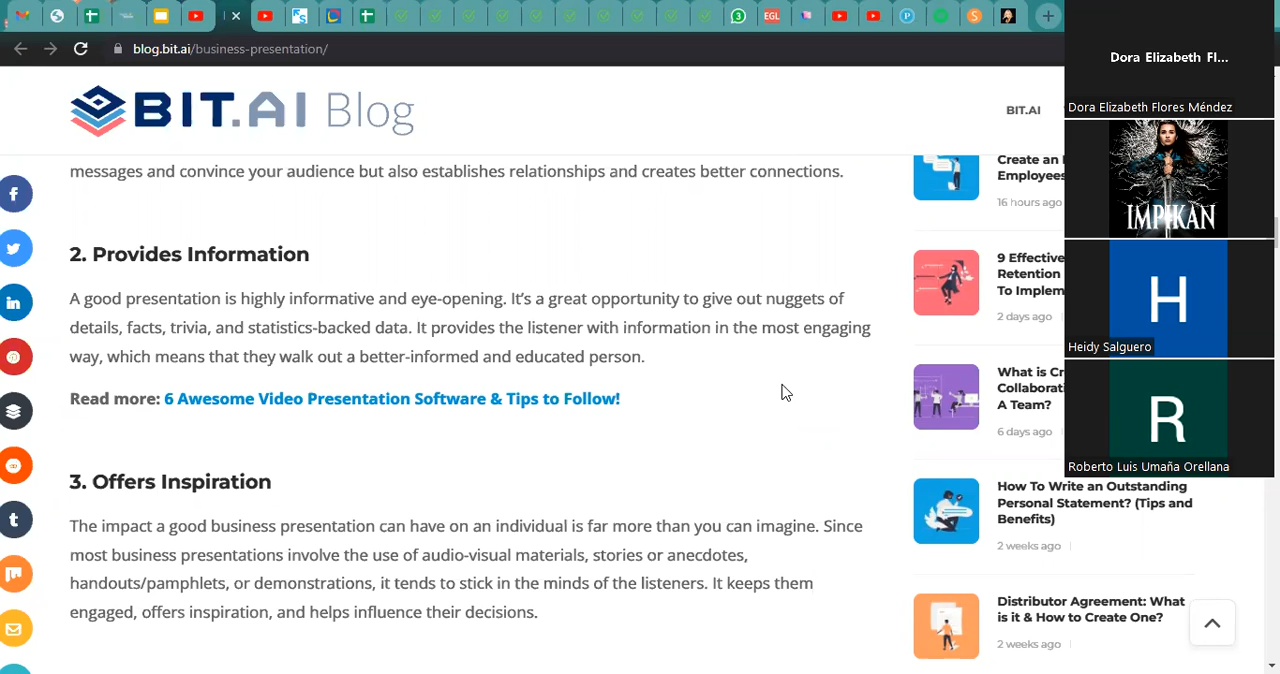 3
EGL
P
S
blog.bit.ai/business-presentation/
Dora Elizabeth Fl...
Dora Elizabeth Flores Méndez
BIT.AI Blog
BIT.AI
messages and convince your audience but also establishes relationships and creates better connections.
2. Provides Information
A good presentation is highly informative and eye-opening. It's a great opportunity to give out nuggets of
details, facts, trivia, and statistics-backed data. It provides the listener with information in the most engaging
way, which means that they walk out a better-informed and educated person.
Read more: 6 Awesome Video Presentation Software & Tips to Follow!
3. Offers Inspiration
The impact a good business presentation can have on an individual is far more than you can imagine. Since
most business presentations involve the use of audio-visual materials, stories or anecdotes,
handouts/pamphlets, or demonstrations, it tends to stick in the minds of the listeners. It keeps them
engaged, offers inspiration, and helps influence their decisions.
f
in
t
Create an
Employees
16 hours ago
9 Effective
Retention
To Implem
2 days ago
What is Cr
Collaborati
A Team?
6 days ago
How To Write an Outstanding
Personal Statement? (Tips and
Benefits)
2 weeks ago
Distributor Agreement: What
is it & How to Create One?
2 weeks ago
IMPIKAN
H
Heidy Salguero
R
Roberto Luis Umaña Orellana